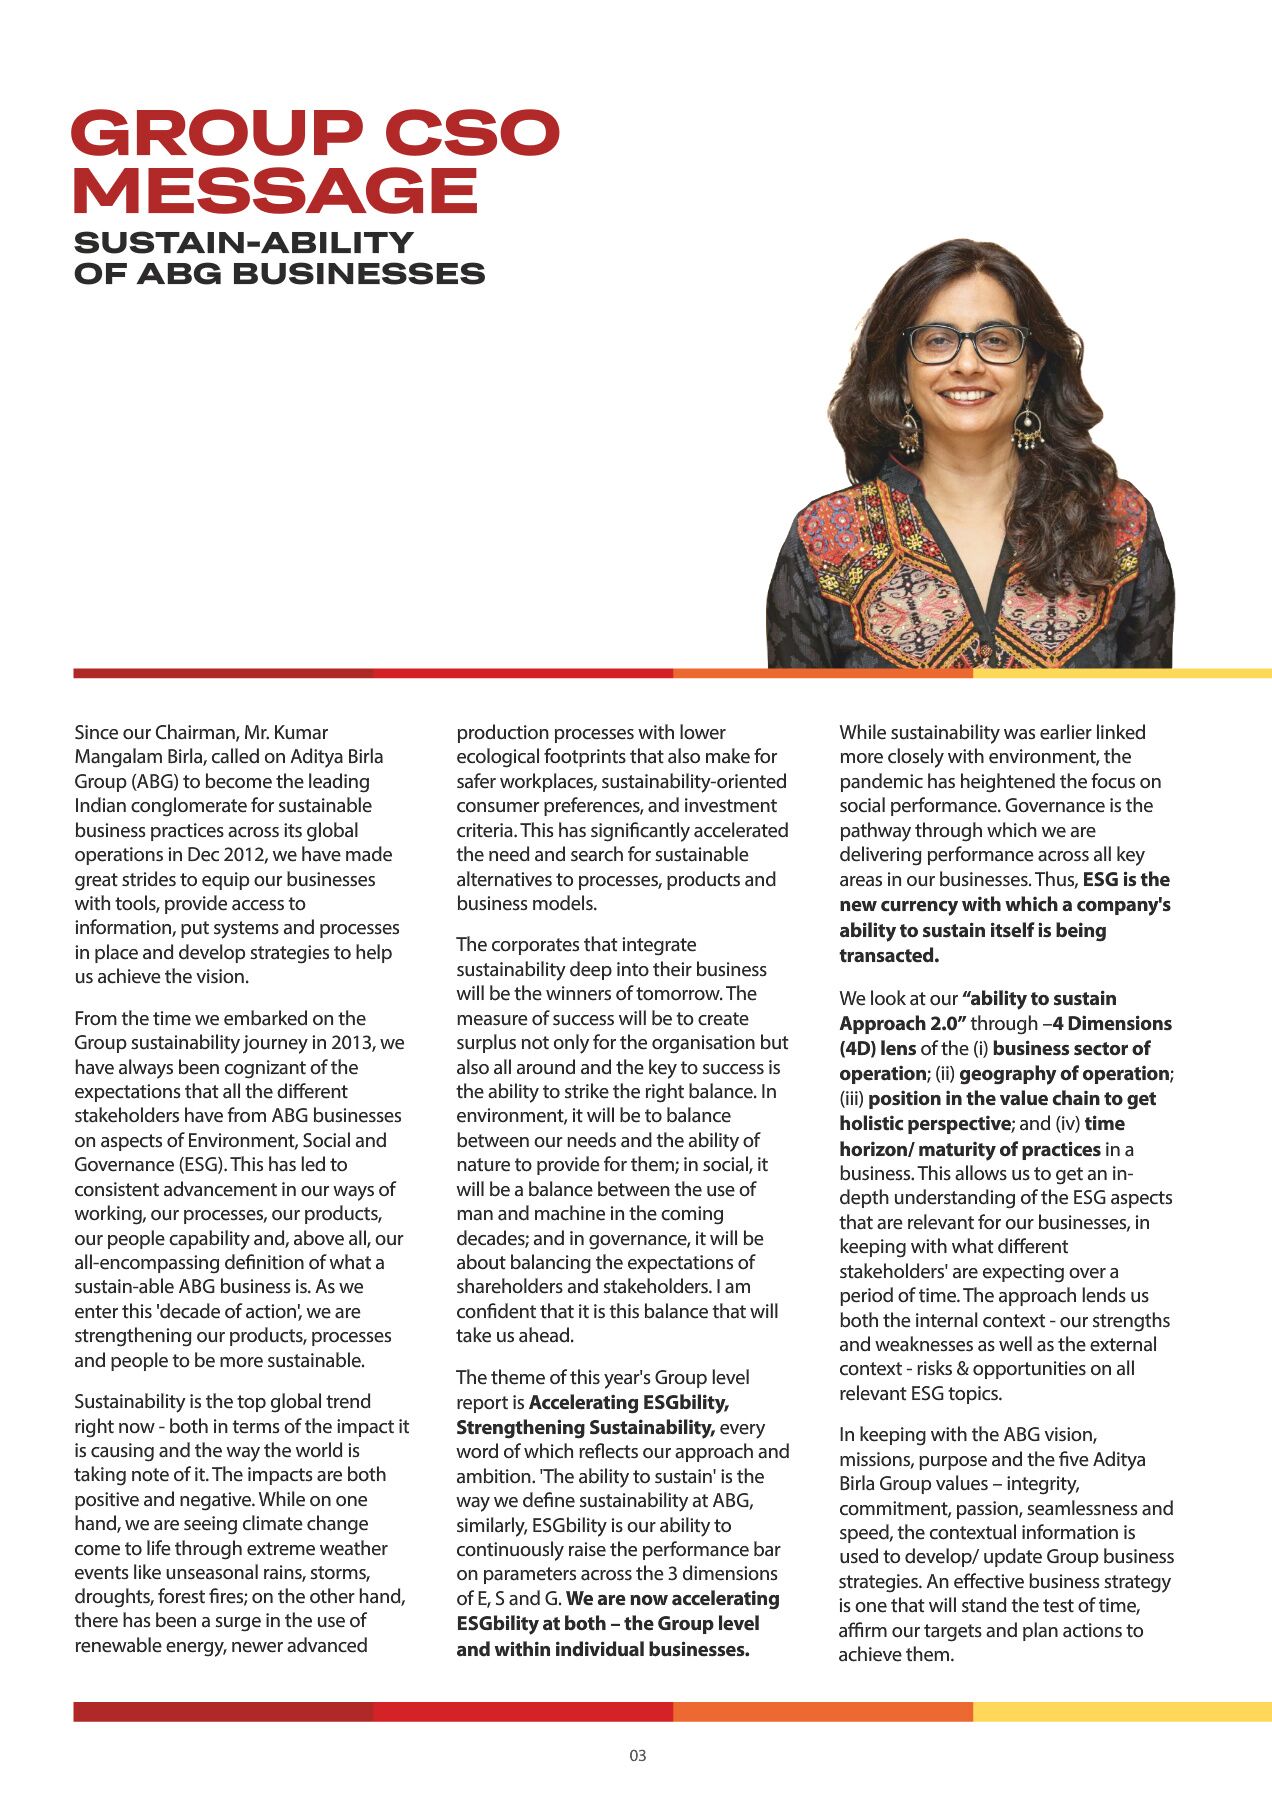 GROUP CSO
MESSAGE
SUSTAIN-ABILITY
OF ABG BUSINESSES
Since our Chairman, Mr. Kumar
Mangalam Birla, called on Aditya Birla
Group (ABG) to become the leading
Indian conglomerate for sustainable
business practices across its global
operations in Dec 2012, we have made
great strides to equip our businesses
with tools, provide access to
information, put systems and processes
in place and develop strategies to help
us achieve the vision.
From the time we embarked on the
Group sustainability journey in 2013, we
have always been cognizant of the
expectations that all the different
stakeholders have from ABG businesses
on aspects of Environment, Social and
Governance (ESG). This has led to
consistent advancement in our ways of
working, our processes, our products,
our people capability and, above all, our
all-encompassing definition of what a
sustain-able ABG business is. As we
enter this 'decade of action', we are
strengthening our products, processes
and people to be more sustainable.
Sustainability is the top global trend
right now - both in terms of the impact it
is causing and the way the world is
taking note of it. The impacts are both
positive and negative. While on one
hand, we are seeing climate change
come to life through extreme weather
events like unseasonal rains, storms,
droughts, forest fires; on the other hand,
there has been a surge in the use of
renewable energy, newer advanced
production processes with lower
ecological footprints that also make for
safer workplaces, sustainability-oriented
consumer preferences, and investment
criteria. This has significantly accelerated
the need and search for sustainable
alternatives to processes, products and
business models.
The corporates that integrate
sustainability deep into their business
will be the winners of tomorrow. The
measure of success will be to create
surplus not only for the organisation but
also all around and the key to success is
the ability to strike the right balance. In
environment, it will be to balance
between our needs and the ability of
nature to provide for them; in social, it
will be a balance between the use of
man and machine in the coming
decades; and in governance, it will be
about balancing the expectations of
shareholders and stakeholders. I am
confident that it is this balance that will
take us ahead.
The theme of this year's Group level
report is Accelerating ESGbility,
Strengthening Sustainability, every
word of which reflects our approach and
ambition. 'The ability to sustain' is the
way we define sustainability at ABG,
similarly, ESGbility is our ability to
continuously raise the performance bar
on parameters across the 3 dimensions
of E, S and G. We are now accelerating
ESGbility at both – the Group level
and within individual businesses.
While sustainability was earlier linked
more closely with environment, the
pandemic has heightened the focus on
social performance. Governance is the
pathway through which we are
delivering performance across all key
areas in our businesses. Thus, ESG is the
new currency with which a company's
ability to sustain itself is being
transacted.
We look at our “ability to sustain
Approach 2.0” through –4 Dimensions
(4D) lens of the (i) business sector of
operation; (ii) geography of operation;
(iii) position in the value chain to get
holistic perspective; and (iv) time
horizon/ maturity of practices in a
business. This allows us to get an in-
depth understanding of the ESG aspects
that are relevant for our businesses, in
keeping with what different
stakeholders' are expecting over a
period of time. The approach lends us
both the internal context - our strengths
and weaknesses as well as the external
context - risks & opportunities on all
relevant ESG topics.
In keeping with the ABG vision,
missions, purpose and the five Aditya
Birla Group values – integrity,
commitment, passion, seamlessness and
speed, the contextual information is
used to develop/ update Group business
strategies. An effective business strategy
is one that will stand the test of time,
affirm our targets and plan actions to
achieve them.
03